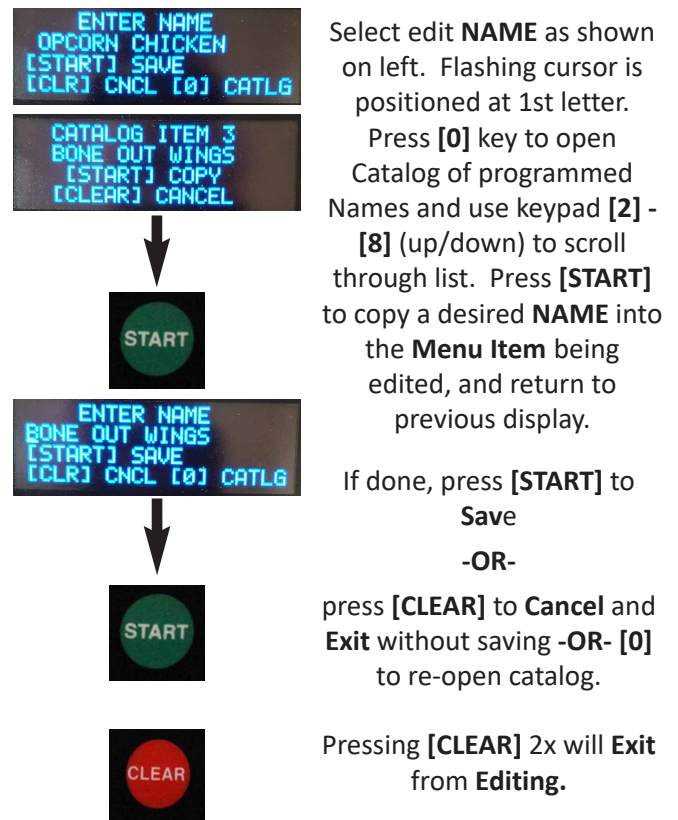 ENTER NAME
OPCORN CHICKEN
[START] SAVE
[CLR] CNCL [0] CATLG
CATALOG ITEM 3
BONE OUT WINGS
[START] COPY
[CLEAR] CANCEL
START
ENTER NAME
BONE OUT WINGS
[START] SAVE
[CLR] CNCL [0] CATLG
START
CLEAR
Select edit NAME as shown
on left. Flashing cursor is
positioned at 1st letter.
Press [0] key to open
Catalog of programmed
Names and use keypad [2] -
[8] (up/down) to scroll
through list. Press [START]
to copy a desired NAME into
the Menu Item being
edited, and return to
previous display.
If done, press [START] to
Save
-OR-
press [CLEAR] to Cancel and
Exit without saving -OR- [0]
to re-open catalog.
Pressing [CLEAR] 2x will Exit
from Editing.